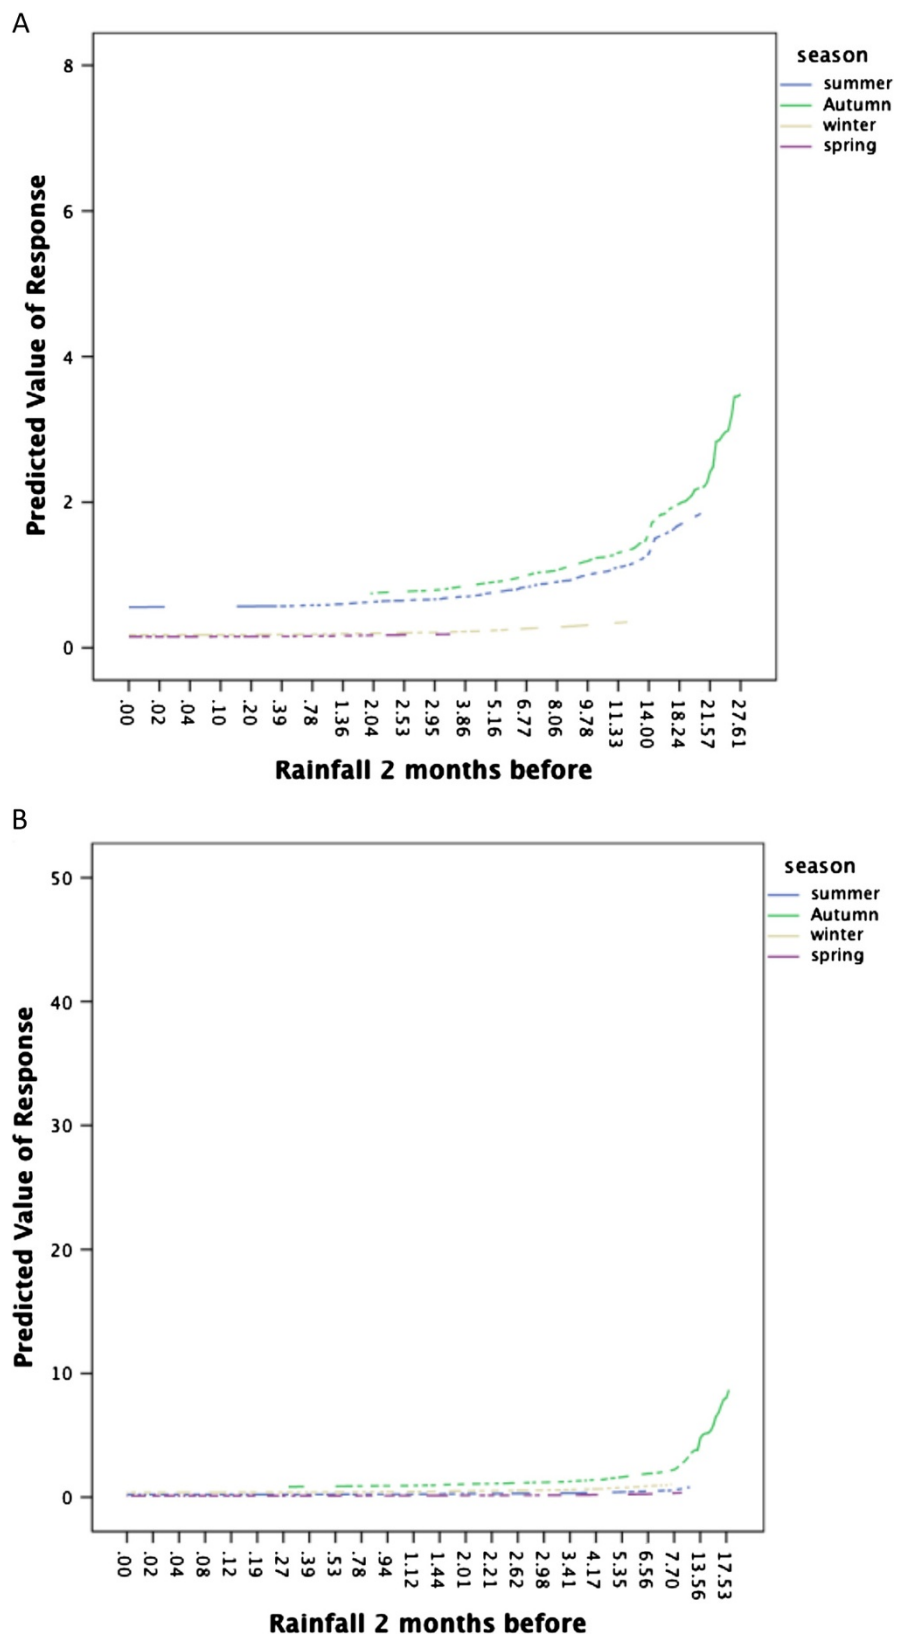 A
8
6
4
2
0
Predicted Value of Response
season
summer
Autumn
winter
spring
.00 .02 .04 .10 .20 .39 .78 1.36 2.04 2.53 2.95 3.86 5.16 6.77 8.06 9.78 11.33 14.00 18.24 21.57 27.61
Rainfall 2 months before
B
50
40
30
20
10
0
Predicted Value of Response
season
summer
Autumn
winter
spring
.00 .02 .04 .08 .12 .19 .27 .39 .53 .78 .94 1.12 1.44 2.01 2.21 2.62 2.98 3.41 4.17 5.35 6.56 7.70 13.56 17.53
Rainfall 2 months before